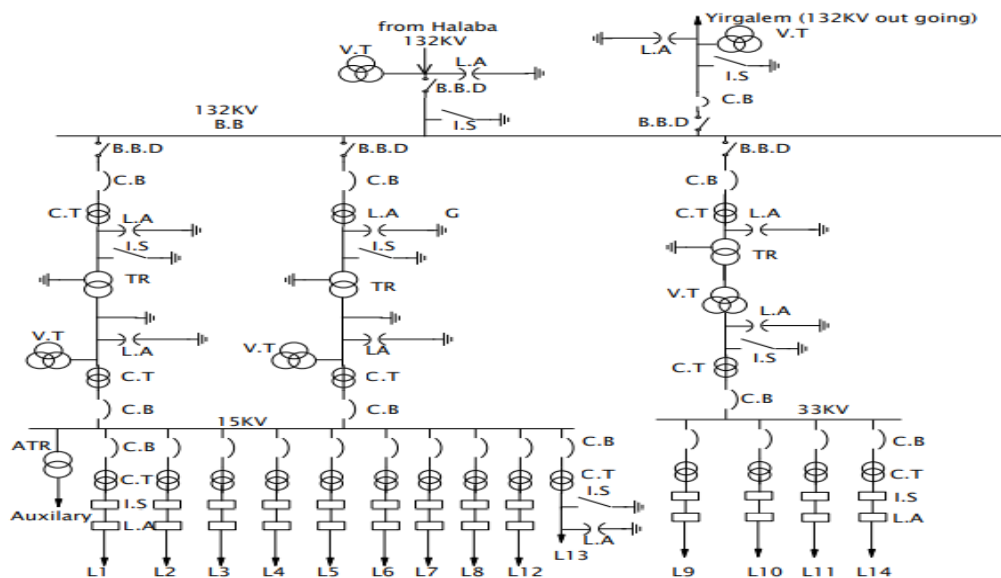 from Halaba
132KV
Yirgalem (132KV out going)
V.T
L.A
V.T
L.A
I.S
B.B.D
C.B
132KV
B.B
I.S
B.B.D
B.B.D
B.B.D
B.B.D
C.B
C.B
C.B
C.T
L.A
L.A
G
C.T
L.A
I.S
TR
TR
TR
V.T
V.T
L.A
V.T
LA
L.A
I.S
C.T
C.T
C.T
C.B
C.B
C.B
15KV
33KV
ATR
C.B
C.B
C.B
C.T
C.T
C.T
Auxilary
I.S
I.S
I.S
L.A
L.A
L.A
L1
L2
L3
L4
L5
L6
L7
L8
L12
L13
L9
L10
L11
L14